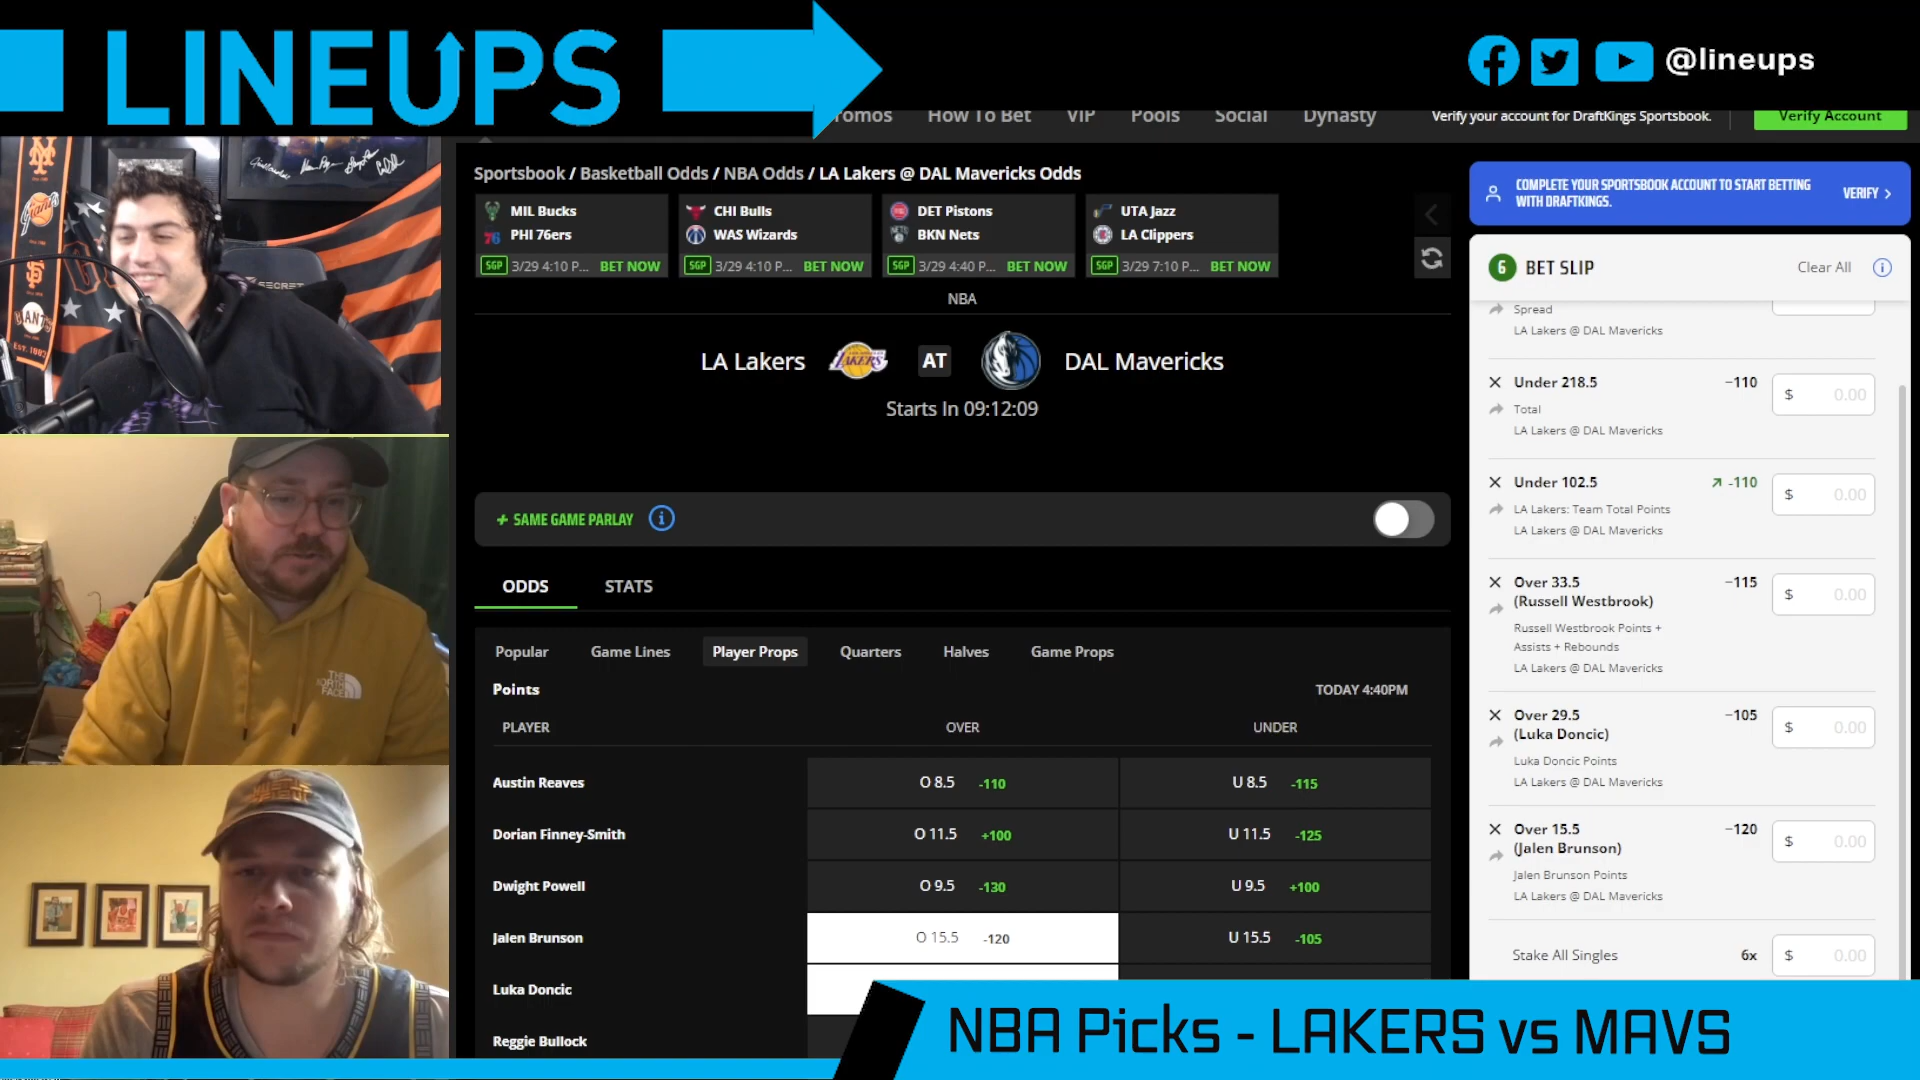 LINEUPS
@lineups
romos How To Bet VIP Pools Social Dynasty
Verify your account for DraftKings Sportsbook.
Verify Account
Sportsbook / Basketball Odds / NBA Odds / LA Lakers @ DAL Mavericks Odds
MIL Bucks
PHI 76ers
SGP 3/29 4:10 P... BET NOW
CHI Bulls
WAS Wizards
SGP 3/29 4:10 P... BET NOW
DET Pistons
BKN Nets
SGP 3/29 4:40 P... BET NOW
UTA Jazz
LA Clippers
SGP 3/29 7:10 P... BET NOW
NBA
LA Lakers AT DAL Mavericks
Starts In 09:12:09
+ SAME GAME PARLAY
ODDS STATS
Popular Game Lines Player Props Quarters Halves Game Props
Points TODAY 4:40PM
PLAYER OVER UNDER
Austin Reaves O 8.5 -110 U 8.5 -115
Dorian Finney-Smith O 11.5 +100 U 11.5 -125
Dwight Powell O 9.5 -130 U 9.5 +100
Jalen Brunson O 15.5 -120 U 15.5 -105
Luka Doncic
Reggie Bullock
COMPLETE YOUR SPORTSBOOK ACCOUNT TO START BETTING
WITH DRAFTKINGS.
VERIFY >
6 BET SLIP Clear All
Spread
LA Lakers @ DAL Mavericks
Under 218.5 −110 $ 0.00
Total
LA Lakers @ DAL Mavericks
Under 102.5 -110 $ 0.00
LA Lakers: Team Total Points
LA Lakers @ DAL Mavericks
Over 33.5 −115 $ 0.00
(Russell Westbrook)
Russell Westbrook Points +
Assists + Rebounds
LA Lakers @ DAL Mavericks
Over 29.5 −105 $ 0.00
(Luka Doncic)
Luka Doncic Points
LA Lakers @ DAL Mavericks
Over 15.5 −120 $ 0.00
(Jalen Brunson)
Jalen Brunson Points
LA Lakers @ DAL Mavericks
Stake All Singles 6x $ 0.00
NBA Picks - LAKERS vs MAVS
SECRET
Giants
SF
GIANT
EST. 1883
THE
NORTH
FACE